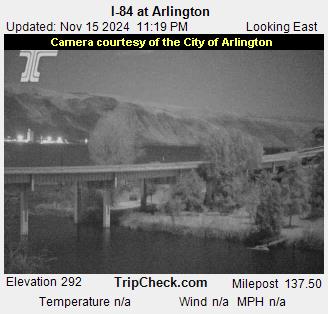 I-84 at Arlington
Updated: Nov 15 2024 11:19 PM Looking East
Camera courtesy of the City of Arlington
Elevation 292 TripCheck.com Milepost 137.50
Temperature n/a Wind n/a MPH n/a